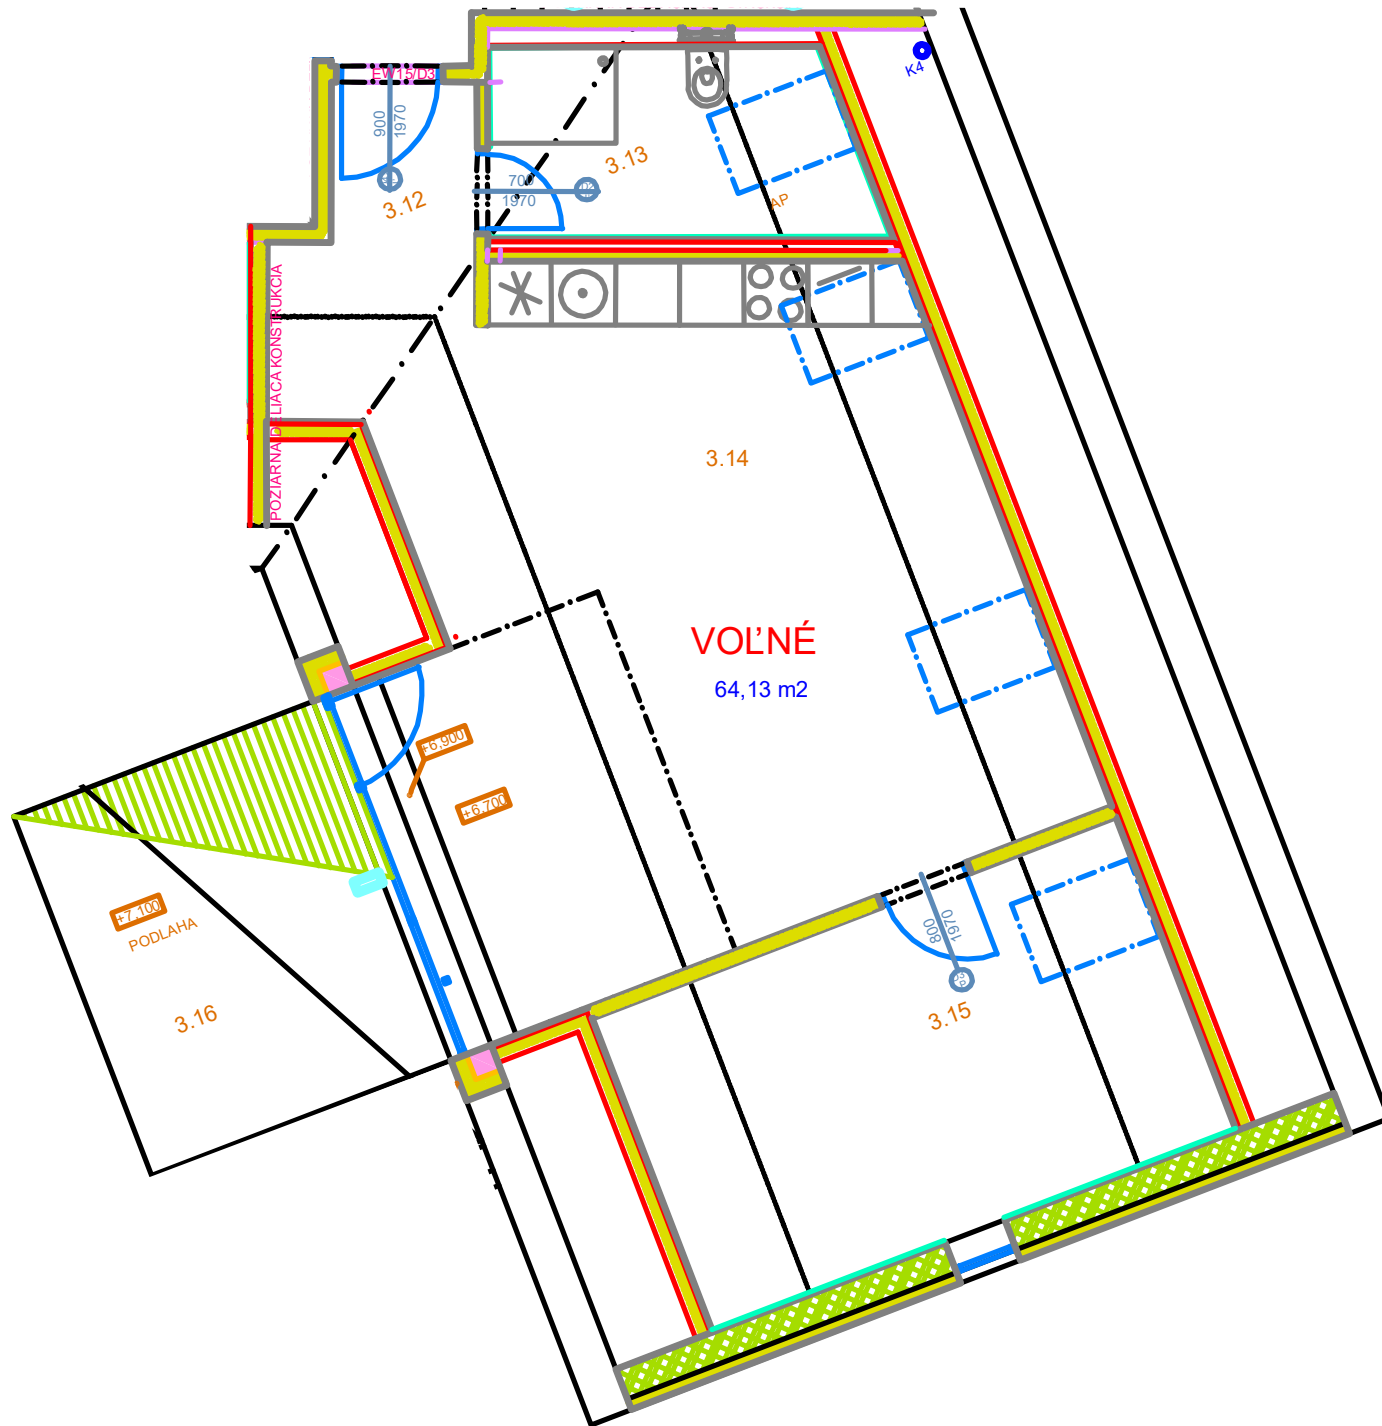 EW15/D3
K4
900
1970
3.12
700
1970
3.13
AP
POŽIARNA DELIACA KONŠTRUKCIA
3.14
VOĽNÉ
64,13 m2
+6,900
+6,700
+7,100
PODLAHA
3.16
800
1970
3.15